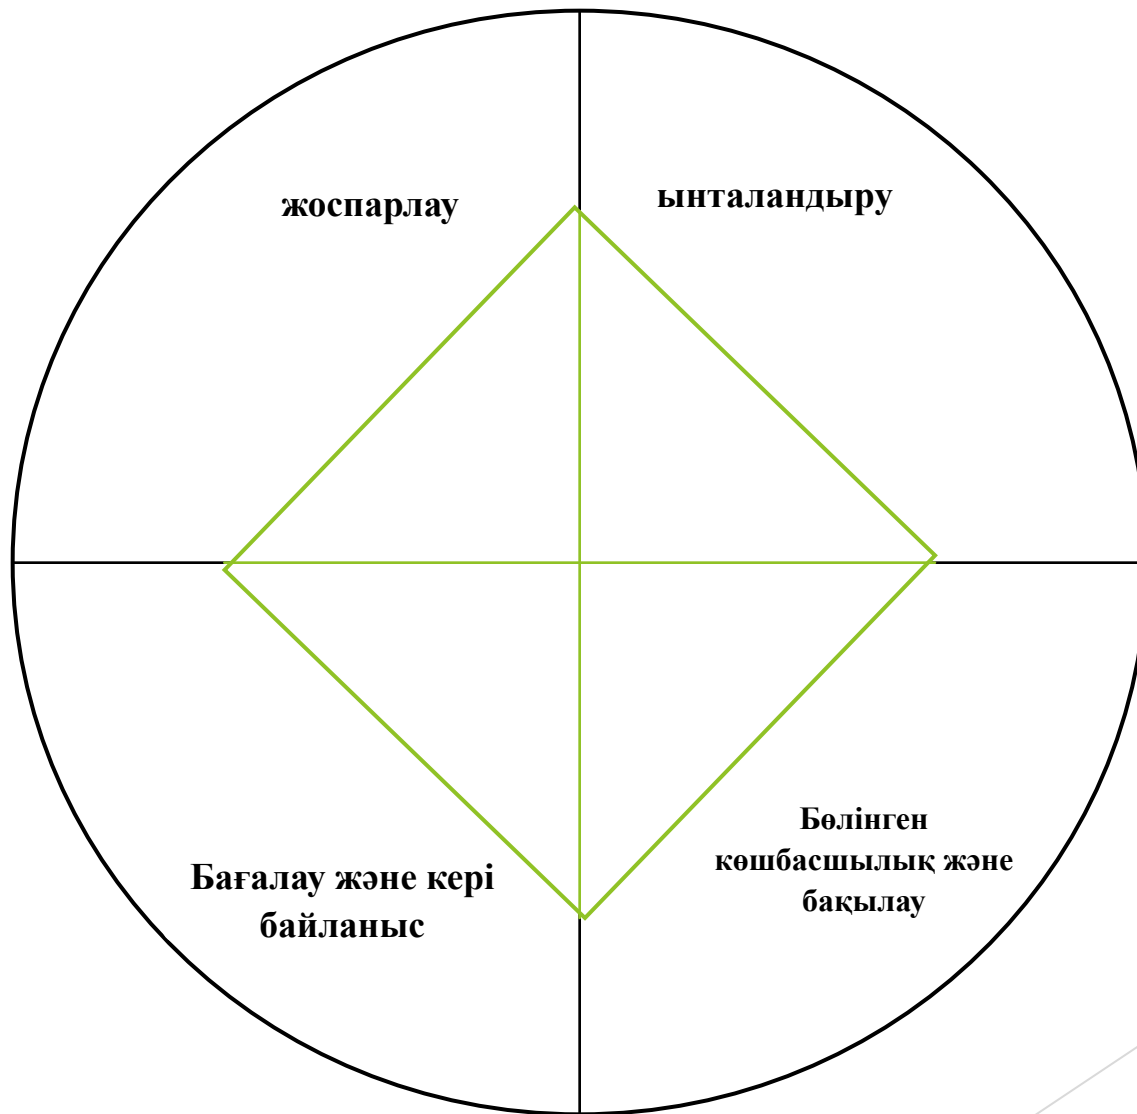 жоспарлау
ынталандыру
Бағалау және кері
байланыс
Бөлінген
көшбасшылық және
бақылау